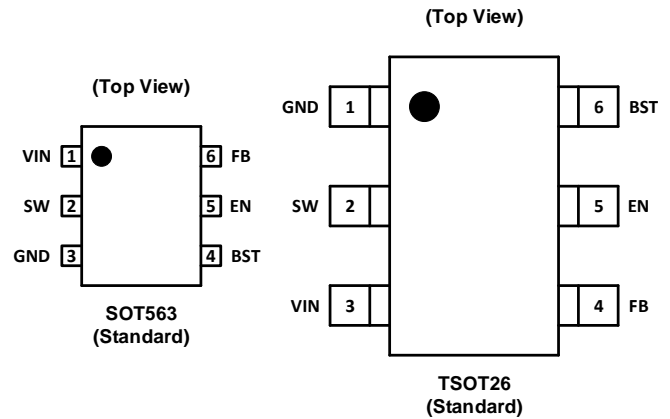 (Top View)
VIN 1 6 FB
SW 2 5 EN
GND 3 4 BST
SOT563
(Standard)
(Top View)
GND 1 6 BST
SW 2 5 EN
VIN 3 4 FB
TSOT26
(Standard)